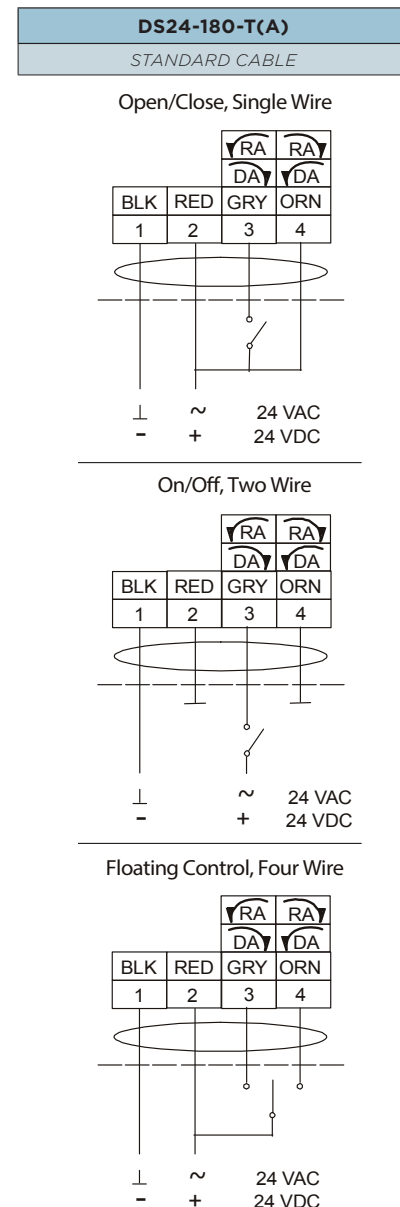 DS24-180-T(A)
STANDARD CABLE
Open/Close, Single Wire
RA RA
DA DA
BLK RED GRY ORN
1 2 3 4
⊥ ~ 24 VAC
- + 24 VDC
On/Off, Two Wire
RA RA
DA DA
BLK RED GRY ORN
1 2 3 4
⊥ ~ 24 VAC
- + 24 VDC
Floating Control, Four Wire
RA RA
DA DA
BLK RED GRY ORN
1 2 3 4
⊥ ~ 24 VAC
- + 24 VDC